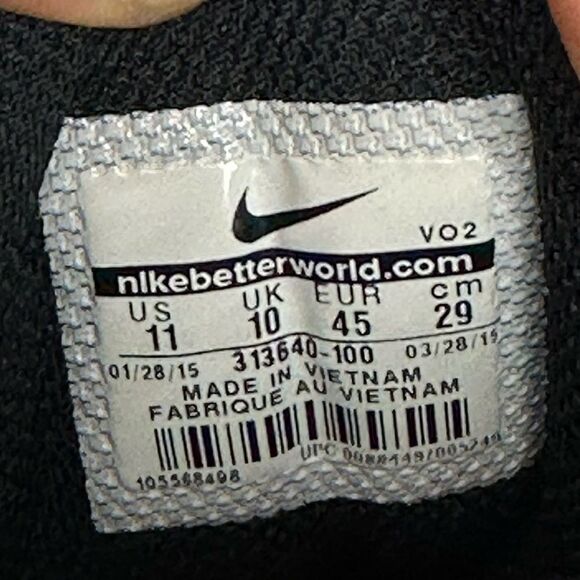 VO2
nikebetterworld.com
US UK EUR cm
11 10 45 29
01/28/15 313640-100 03/28/15
MADE IN VIETNAM
FABRIQUE AU VIETNAM
UPC
105568498